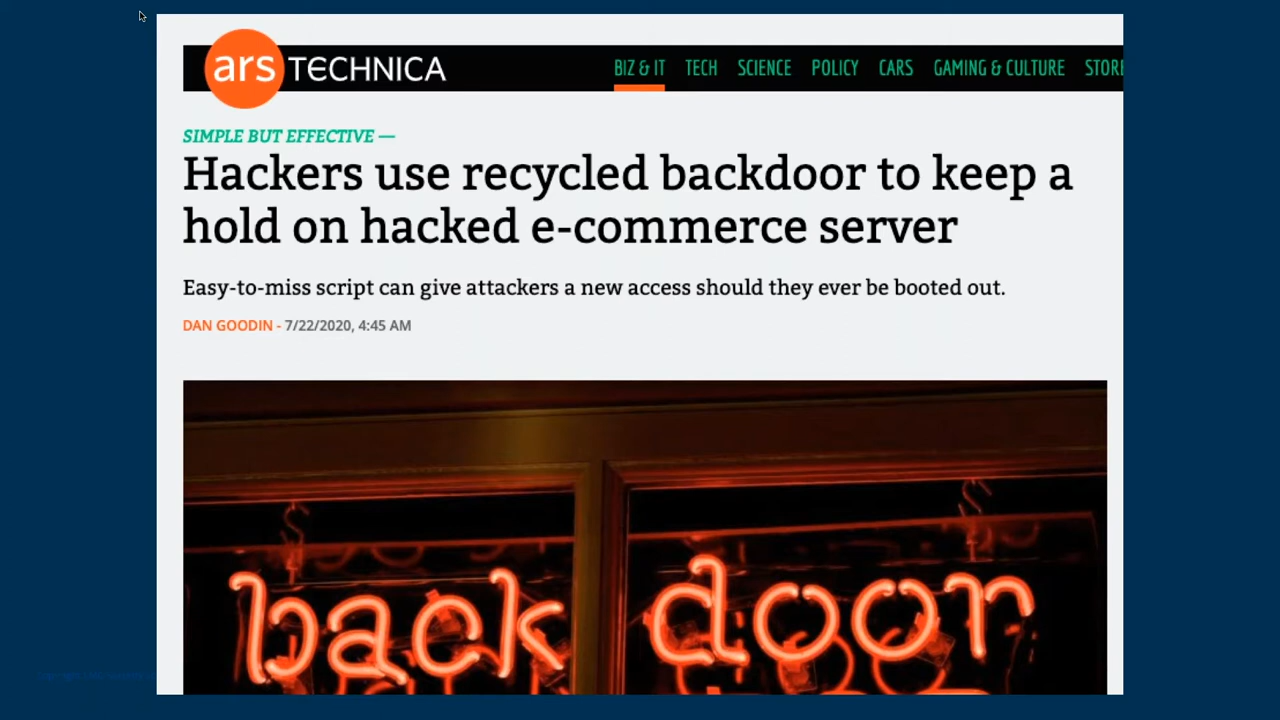 ars TECHNICA
BIZ & IT TECH SCIENCE POLICY CARS GAMING & CULTURE STORE
SIMPLE BUT EFFECTIVE —
Hackers use recycled backdoor to keep a
hold on hacked e-commerce server
Easy-to-miss script can give attackers a new access should they ever be booted out.
DAN GOODIN - 7/22/2020, 4:45 AM
back door